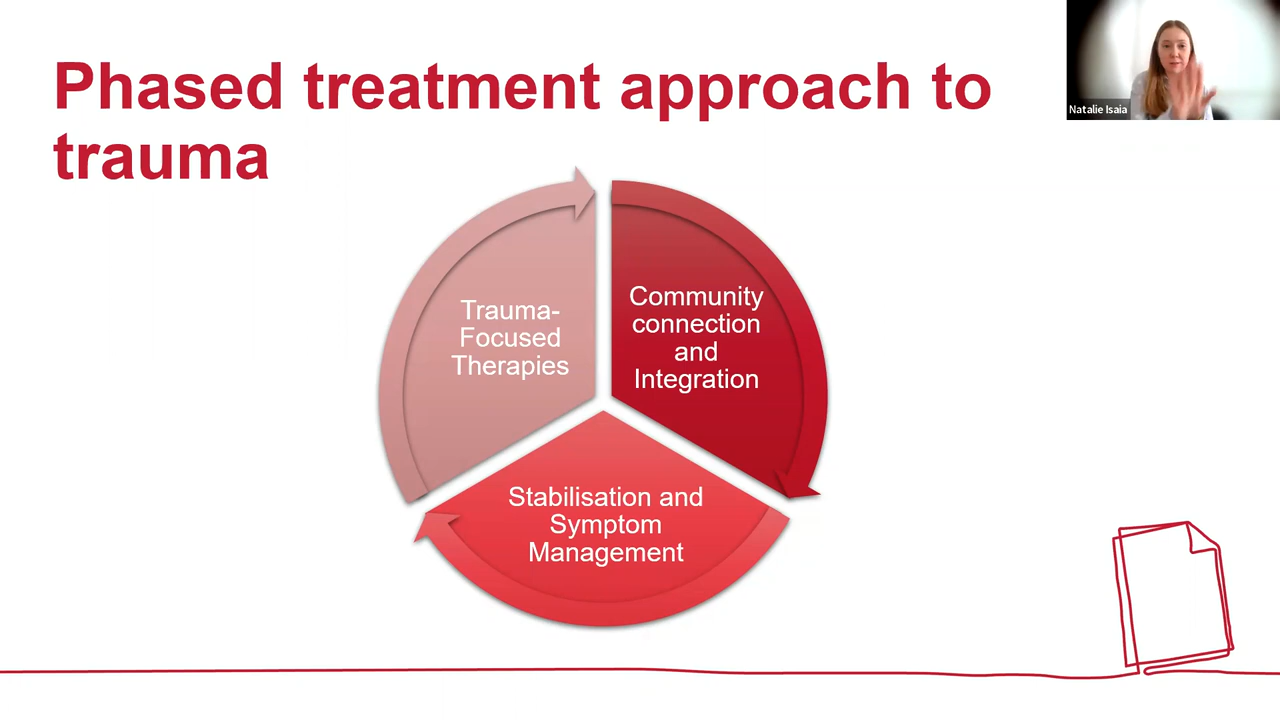 Phased treatment approach to
trauma
Natalie Isaia
Trauma-
Focused
Therapies
Community
connection
and
Integration
Stabilisation and
Symptom
Management